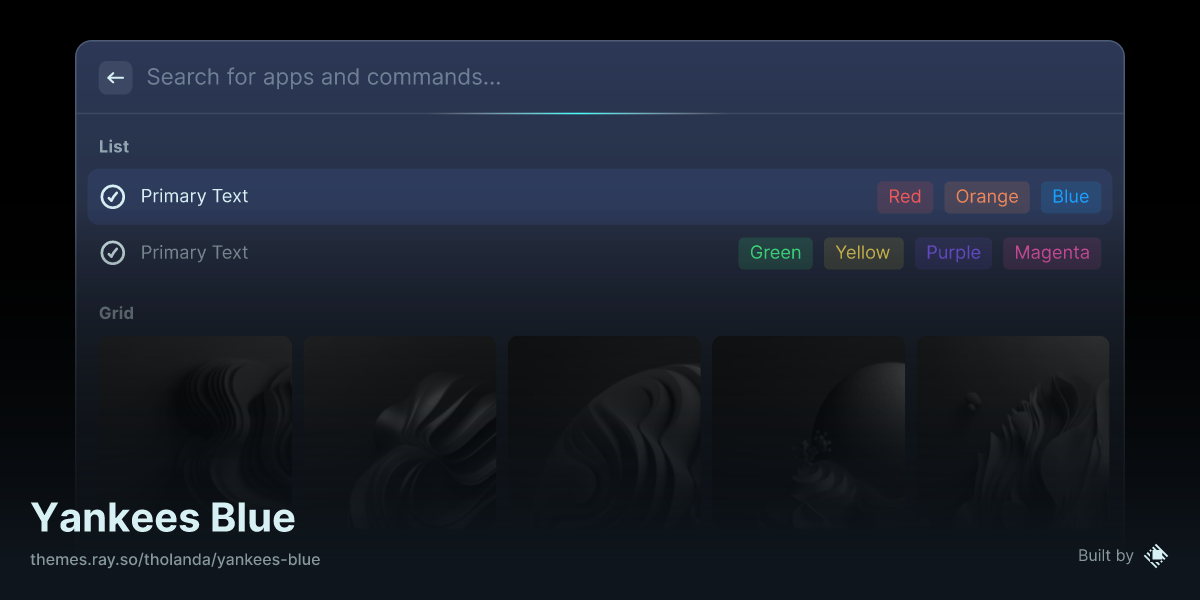 Search for apps and commands...
List
Primary Text Red Orange Blue
Primary Text Green Yellow Purple Magenta
Grid
Yankees Blue
themes.ray.so/tholanda/yankees-blue
Built by